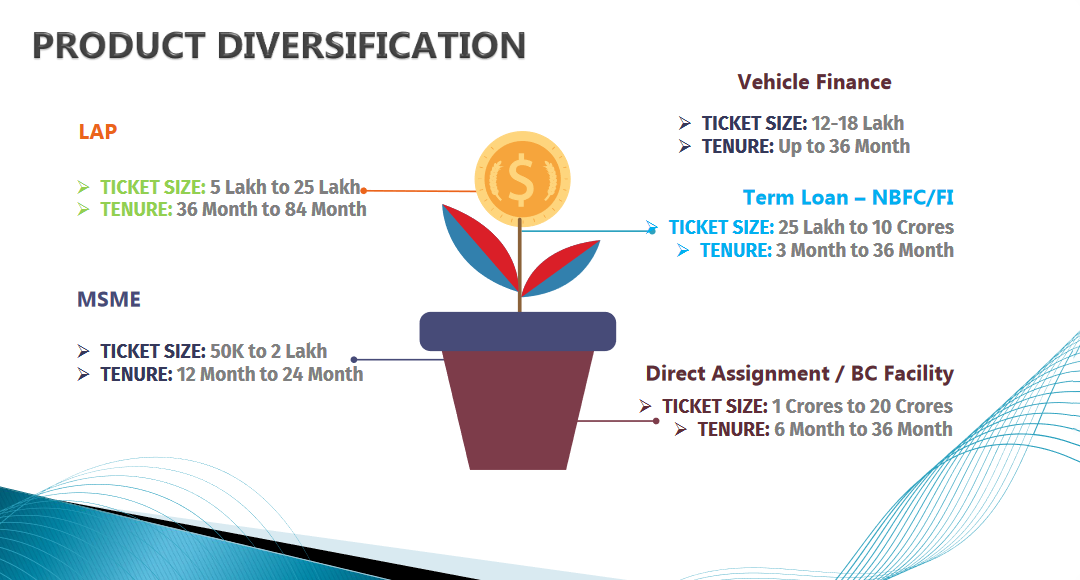 PRODUCT DIVERSIFICATION
LAP
➢ TICKET SIZE: 5 Lakh to 25 Lakh
➢ TENURE: 36 Month to 84 Month
MSME
➢ TICKET SIZE: 50K to 2 Lakh
➢ TENURE: 12 Month to 24 Month
$
Vehicle Finance
➢ TICKET SIZE: 12-18 Lakh
➢ TENURE: Up to 36 Month
Term Loan – NBFC/FI
➢ TICKET SIZE: 25 Lakh to 10 Crores
➢ TENURE: 3 Month to 36 Month
Direct Assignment / BC Facility
➢ TICKET SIZE: 1 Crores to 20 Crores
➢ TENURE: 6 Month to 36 Month